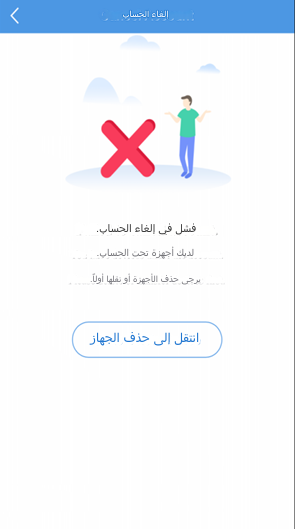 إلغاء الحساب
فشل في إلغاء الحساب.
لديك أجهزة تحت الحساب.
يرجى حذف الأجهزة أو نقلها أولاً.
انتقل إلى حذف الجهاز